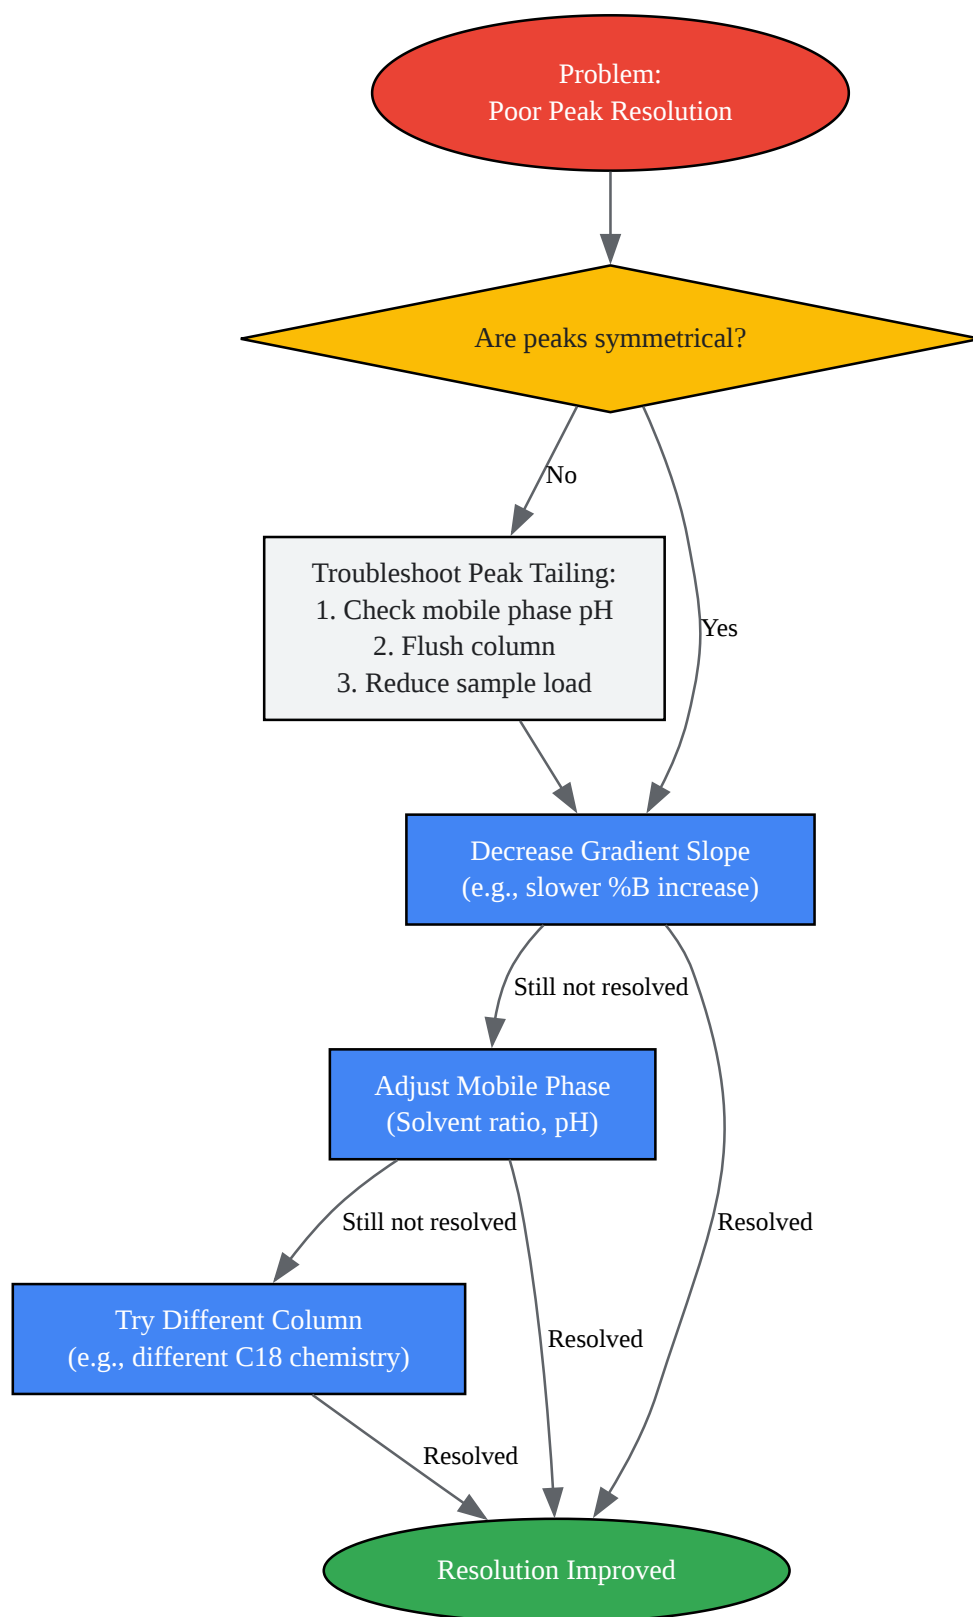 Problem:
Poor Peak Resolution
Are peaks symmetrical?
No
Troubleshoot Peak Tailing:
1. Check mobile phase pH
2. Flush column
3. Reduce sample load
Yes
Decrease Gradient Slope
(e.g., slower %B increase)
Still not resolved
Adjust Mobile Phase
(Solvent ratio, pH)
Still not resolved
Resolved
Try Different Column
(e.g., different C18 chemistry)
Resolved
Resolved
Resolution Improved